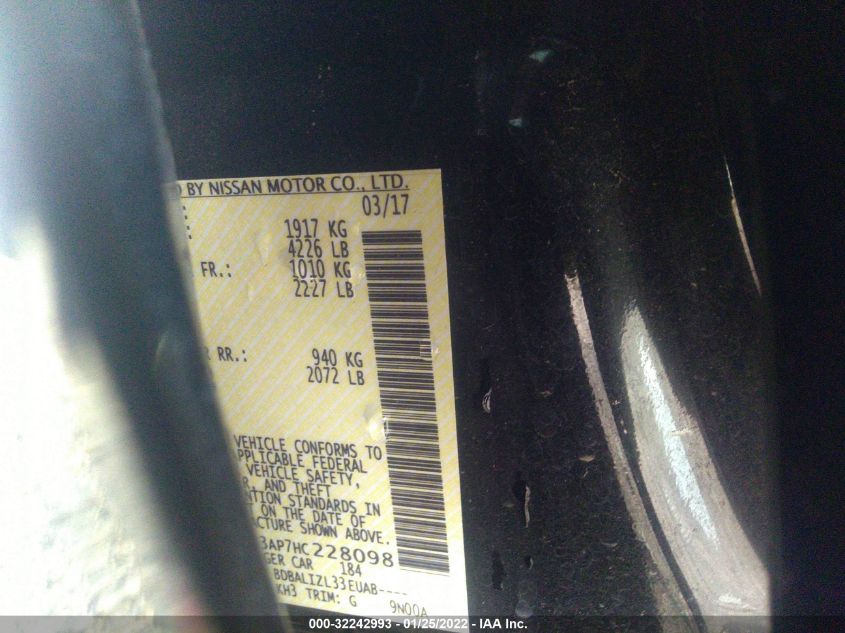 BY NISSAN MOTOR CO., LTD.
03/17
1917 KG
4226 LB
FR.: 1010 KG
2227 LB
RR.: 940 KG
2072 LB
VEHICLE CONFORMS TO
APPLICABLE FEDERAL
VEHICLE SAFETY,
AND THEFT
STANDARDS IN
ON THE DATE OF
SHOWN ABOVE.
3AP7HC228098
GER CAR 184
BDBALIZL33EUAB----
KH3 TRIM: G 9N00A
000-32242993 - 01/25/2022 - IAA Inc.